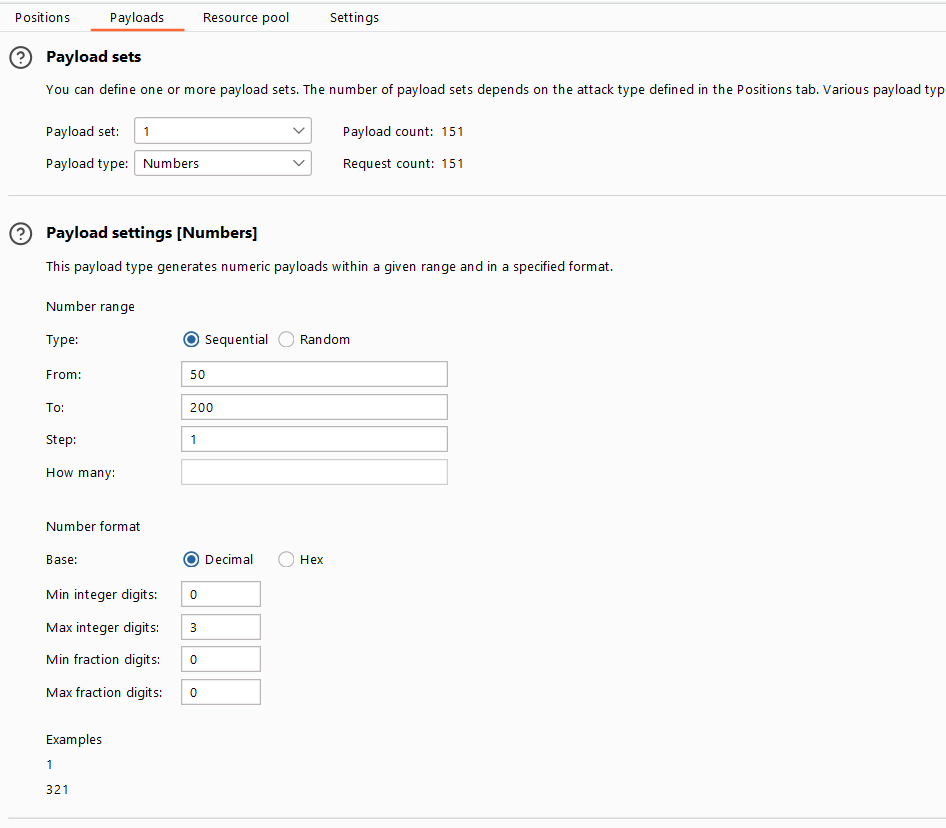 Positions Payloads Resource pool Settings
? Payload sets
You can define one or more payload sets. The number of payload sets depends on the attack type defined in the Positions tab. Various payload typ
Payload set: 1 Payload count: 151
Payload type: Numbers Request count: 151
? Payload settings [Numbers]
This payload type generates numeric payloads within a given range and in a specified format.
Number range
Type: Sequential Random
From: 50
To: 200
Step: 1
How many:
Number format
Base: Decimal Hex
Min integer digits: 0
Max integer digits: 3
Min fraction digits: 0
Max fraction digits: 0
Examples
1
321